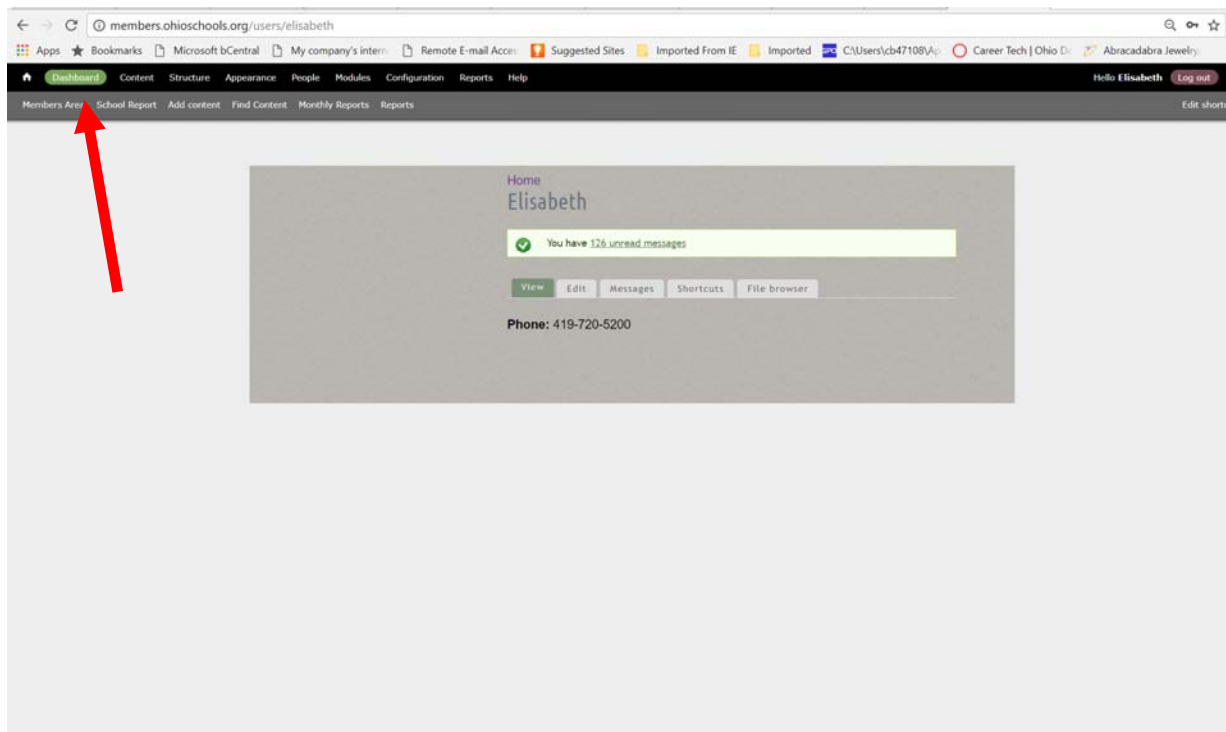 members.ohioschools.org/users/elisabeth
Apps Bookmarks Microsoft bCentral My company's intern Remote E-mail Acces Suggested Sites Imported From IE Imported SPO C:\Users\cb47108\Ap Career Tech | Ohio D Abracadabra Jewelry
Dashboard Content Structure Appearance People Modules Configuration Reports Help Hello Elisabeth Log out
Members Area School Report Add content Find Content Monthly Reports Reports Edit short
Home
Elisabeth
You have 126 unread messages
View Edit Messages Shortcuts File browser
Phone: 419-720-5200